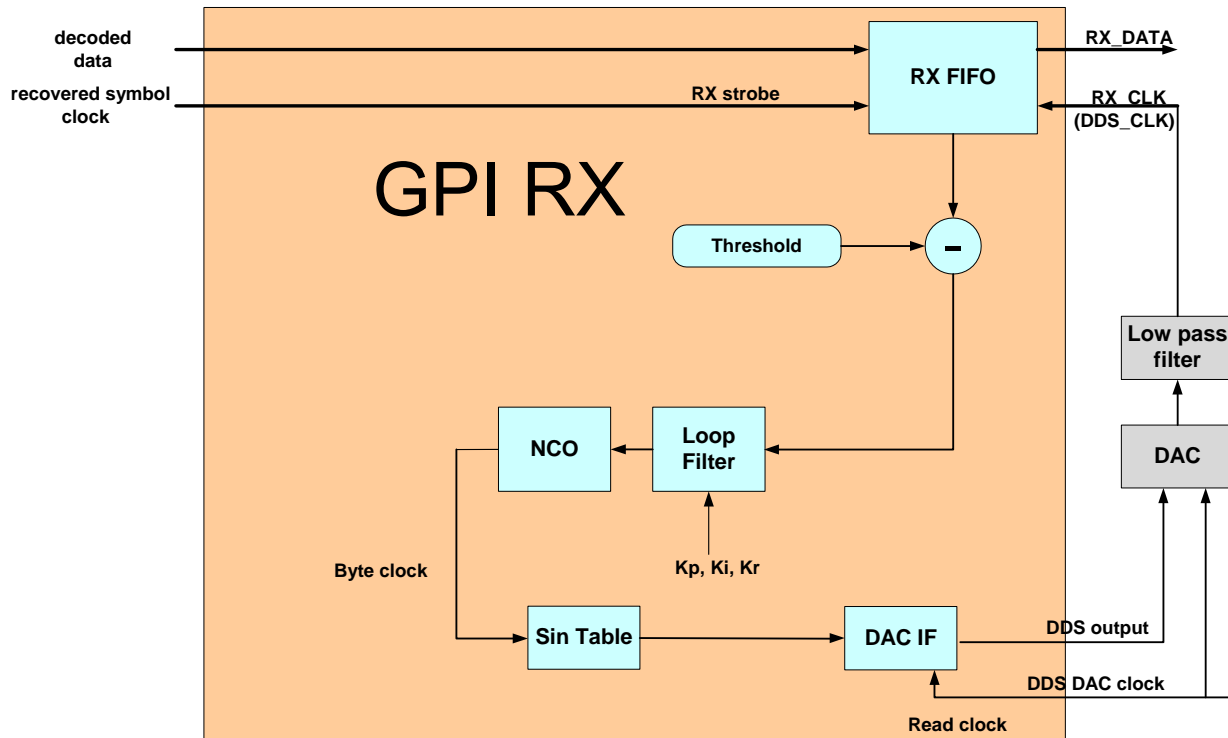 decoded
data
RX FIFO
RX_DATA
recovered symbol
clock
RX strobe
RX_CLK
(DDS_CLK)
GPI RX
Threshold
-
Low pass
filter
NCO
Loop
Filter
DAC
Byte clock
Kp, Ki, Kr
Sin Table
DAC IF
DDS output
DDS DAC clock
Read clock